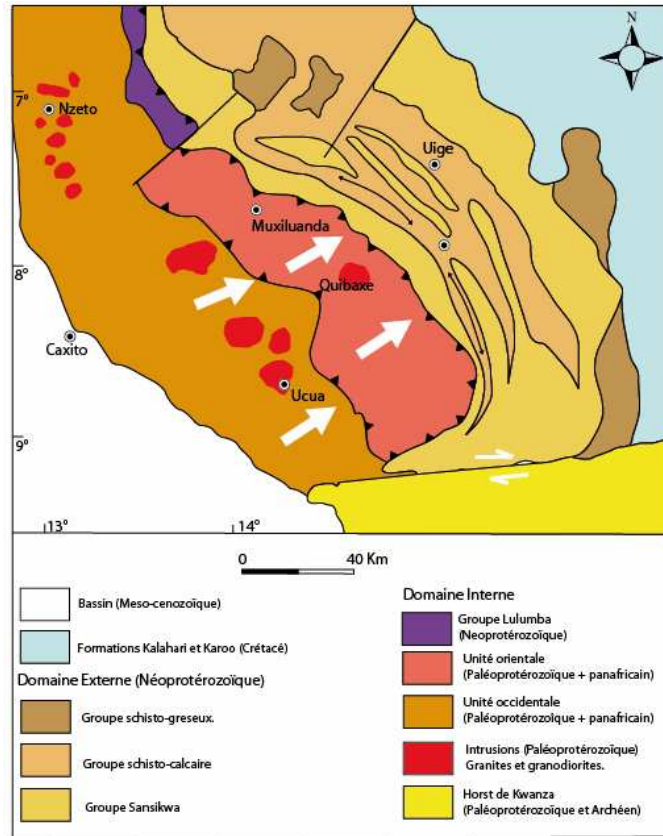 N
7°
Nzeto
Uige
Muxiluanda
8°
Quibaxe
Caxito
Ucua
9°
13°
14°
0
40 Km
Bassin (Meso-cenozoïque)
Formations Kalahari et Karoo (Crétacé)
Domaine Externe (Néoprotérozoïque)
Groupe schisto-greseux.
Groupe schisto-calcaire
Groupe Sansikwa
Domaine Interne
Groupe Lulumba
(Neoprotérozoïque)
Unité orientale
(Paléoprotérozoïque + panafricain)
Unité occidentale
(Paléoprotérozoïque + panafricain)
Intrusions (Paléoprotérozoïque)
Granites et granodiorites.
Horst de Kwanza
(Paléoprotérozoïque et Archéen)